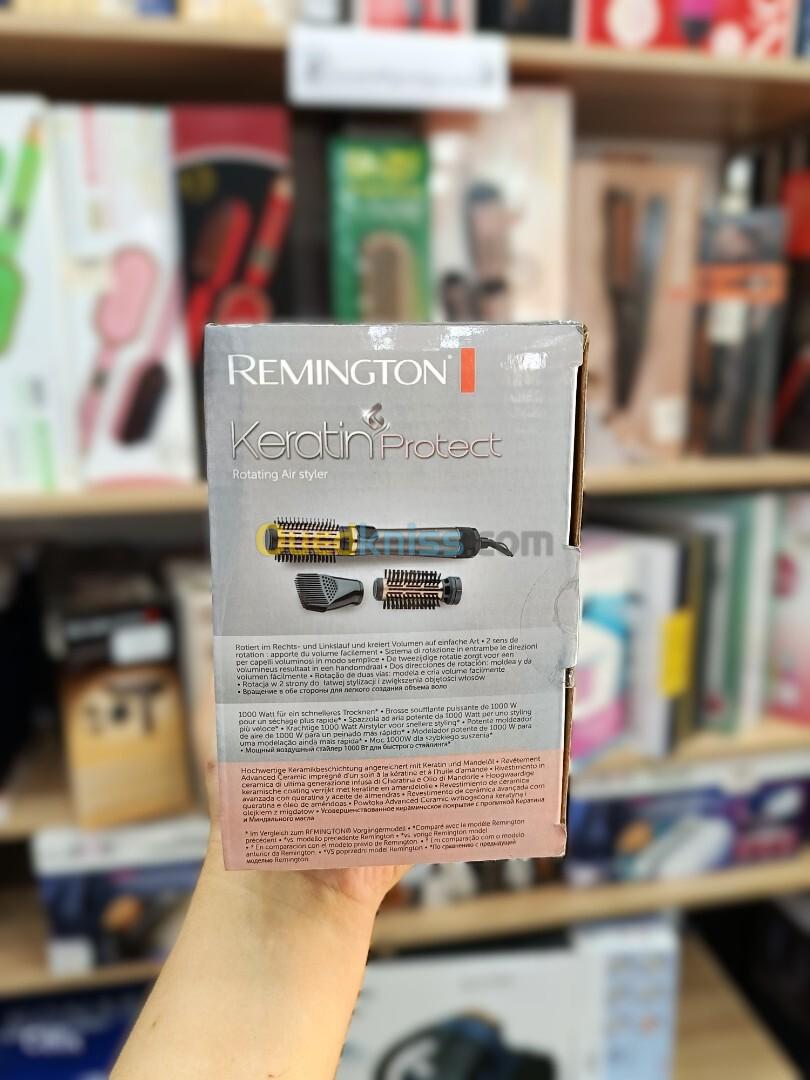 REMINGTON
Keratin Protect
Rotating Air styler
Ouedkniss.com
Rotiert im Rechts- und Linkslauf und kreiert Volumen auf einfache Art • 2 sens de
rotation : apporte du volume facilement • Sistema di rotazione in entrambe le direzioni
per capelli voluminosi in modo semplice • De tweezijdige rotatie zorgt voor een
volumineus resultaat in een handomdraai • Dos direcciones de rotación: moldea y da
volumen fácilmente • Rotação de duas vias: modela e cria volume facilmente
• Rotacja w 2 strony do łatwej stylizacji i zwiększenia objętości włosów
• Вращение в обе стороны для легкого создания объема волос
1000 Watt für ein schnelleres Trocknen* • Brosse soufflante puissante de 1000 W
pour un séchage plus rapide* • Spazzola ad aria potente da 1000 Watt per uno styling
più veloce* • Krachtige 1000 Watt Airstyler voor snellere styling* • Potente moldeador
de aire de 1000 W para un peinado más rápido* • Modelador potente de 1000 W para
uma modelação ainda mais rápida* • Moc 1000W dla szybkiego suszenia*
• Мощный воздушный стайлер 1000 Вт для быстрого стайлинга*
Hochwertige Keramikbeschichtung angereichert mit Keratin und Mandelöl • Revêtement
Advanced Ceramic imprégné d'un soin à la kératine et à l'huile d'amande • Rivestimento in
ceramica di ultima generazione infusa di Cheratina e Olio di Mandorle • Hoogwaardige
keramische coating verrijkt met keratine en amandelolie • Revestimiento de cerámica
avanzada con queratina y aceite de almendras • Revestimento de cerâmica avançada com
queratina e óleo de amêndoas • Powłoka Advanced Ceramic wzbogacona keratyną i
olejkiem z migdałów • Усовершенствованное керамическое покрытие с пропиткой Кератина
и Миндального масла
* Im Vergleich zum REMINGTON® Vorgängermodell • *Comparé avec le modèle Remington
précédent • *vs. modello precedente Remington • *vs. vorige Remington model
• * En comparación con el modelo previo de Remington • * Em comparação com o modelo
anterior da Remington • *VS poprzedni model Remington • *По сравнению с предыдущей
моделью Remington